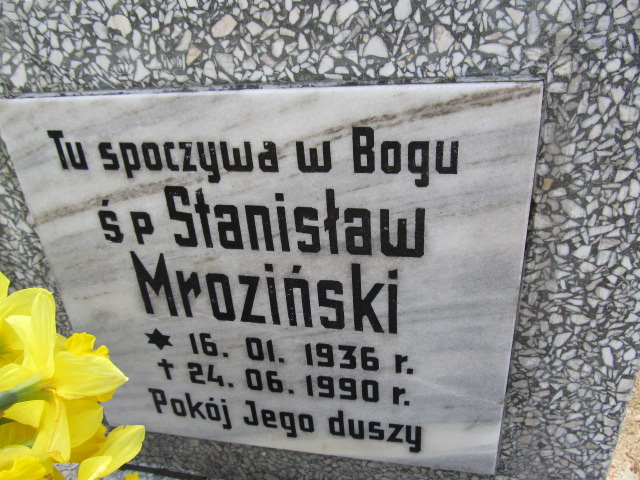 Tu spoczywa w Bogu
ś p Stanisław
Mroziński
* 16. 01. 1936 r.
† 24. 06. 1990 r.
Pokój Jego duszy